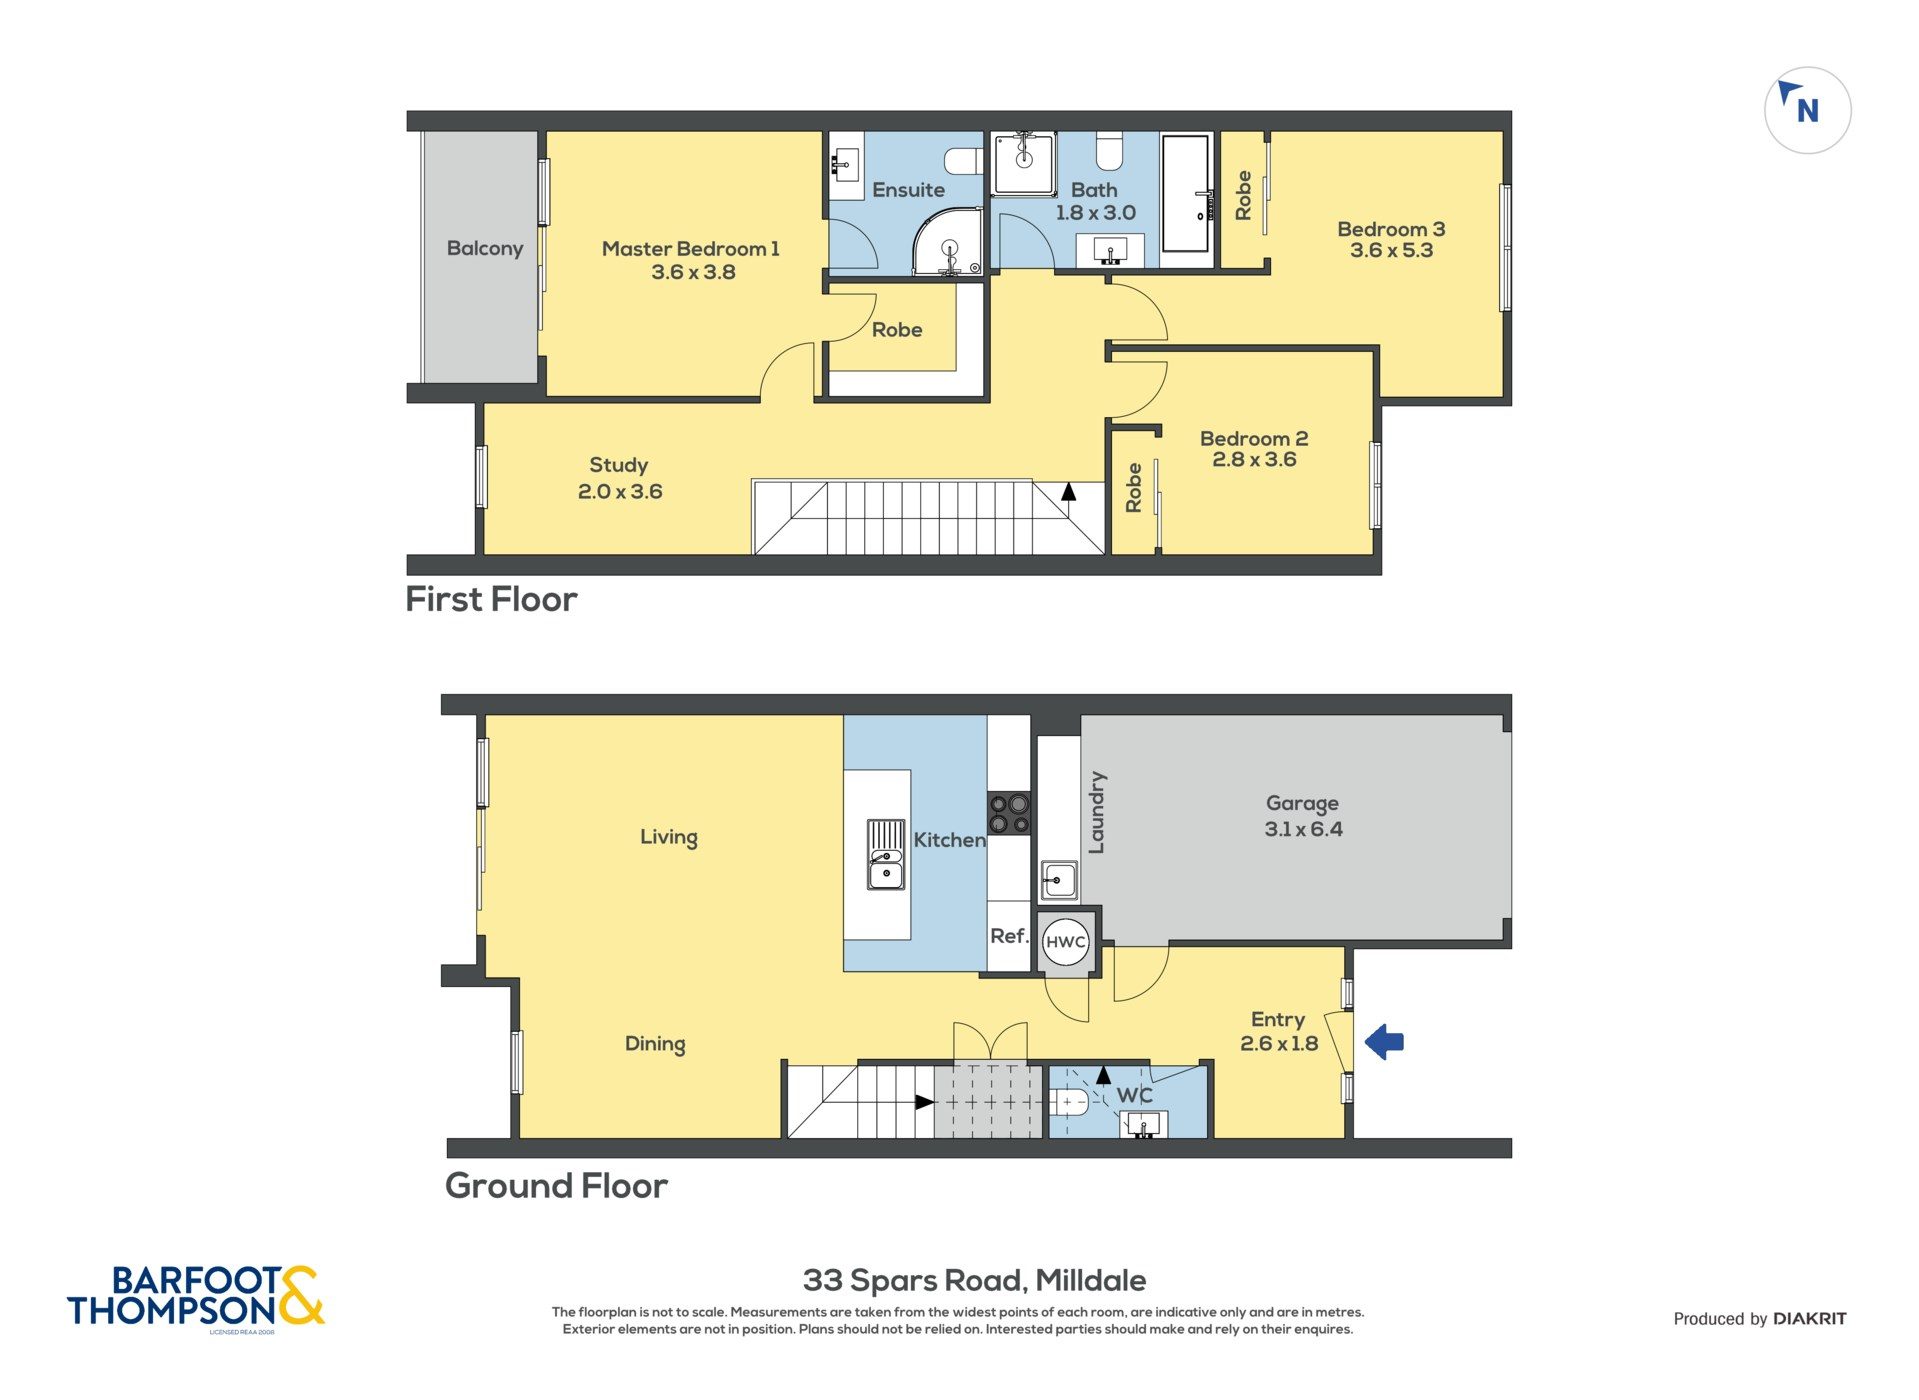 N
Balcony
Master Bedroom 1
3.6 x 3.8
Ensuite
Robe
Bath
1.8 x 3.0
Robe
Bedroom 3
3.6 x 5.3
Study
2.0 x 3.6
Robe
Bedroom 2
2.8 x 3.6
First Floor
Living
Kitchen
Ref.
Laundry
HWC
Garage
3.1 x 6.4
Dining
Entry
2.6 x 1.8
WC
Ground Floor
BARFOOT &
THOMPSON
LICENSED REAA 2008
33 Spars Road, Milldale
The floorplan is not to scale. Measurements are taken from the widest points of each room, are indicative only and are in metres.
Exterior elements are not in position. Plans should not be relied on. Interested parties should make and rely on their enquires.
Produced by DIAKRIT